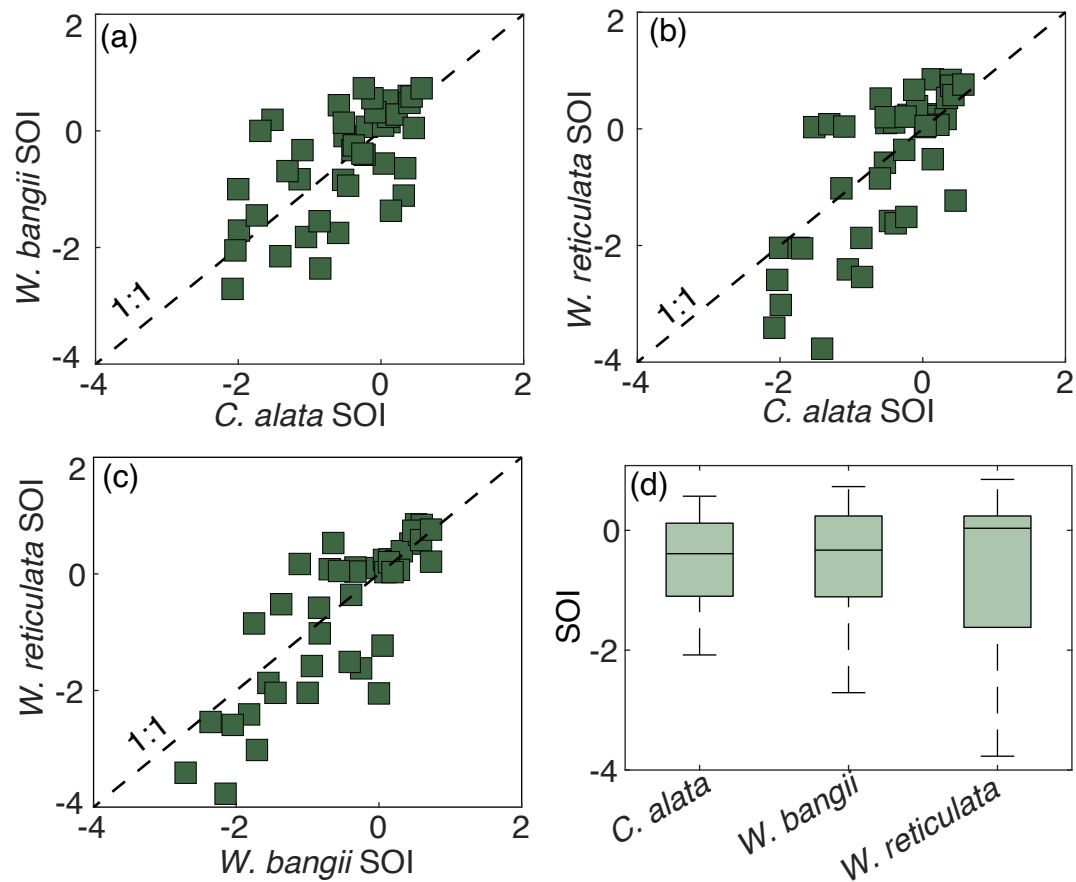 (a)
2
0
-2
-4
W. bangii SOI
1:1
-4 -2 0 2
C. alata SOI
(b)
2
0
-2
-4
W. reticulata SOI
1:1
-4 -2 0 2
C. alata SOI
(c)
2
0
-2
-4
W. reticulata SOI
1:1
-4 -2 0 2
W. bangii SOI
(d)
0
-2
-4
SOI
C. alata
W. bangii
W. reticulata